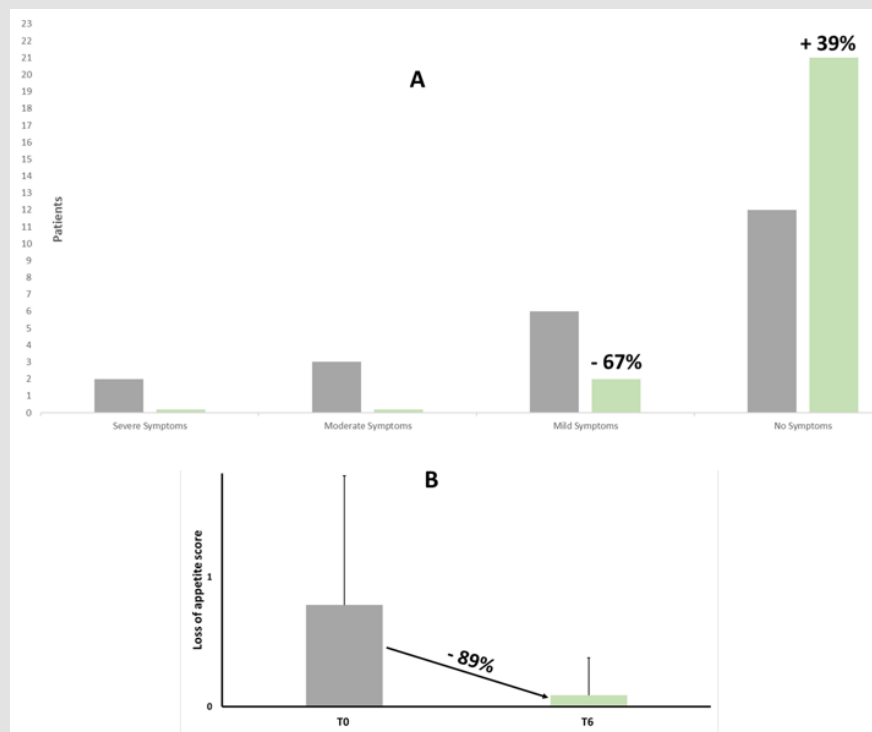 23
22
21
20
19
18
17
16
15
14
13
12
11
10
9
8
7
6
5
4
3
2
1
0
Patients
A
+ 39%
- 67%
Severe Symptoms
Moderate Symptoms
Mild Symptoms
No Symptoms
B
Loss of appetite score
1
0
- 89%
T0
T6